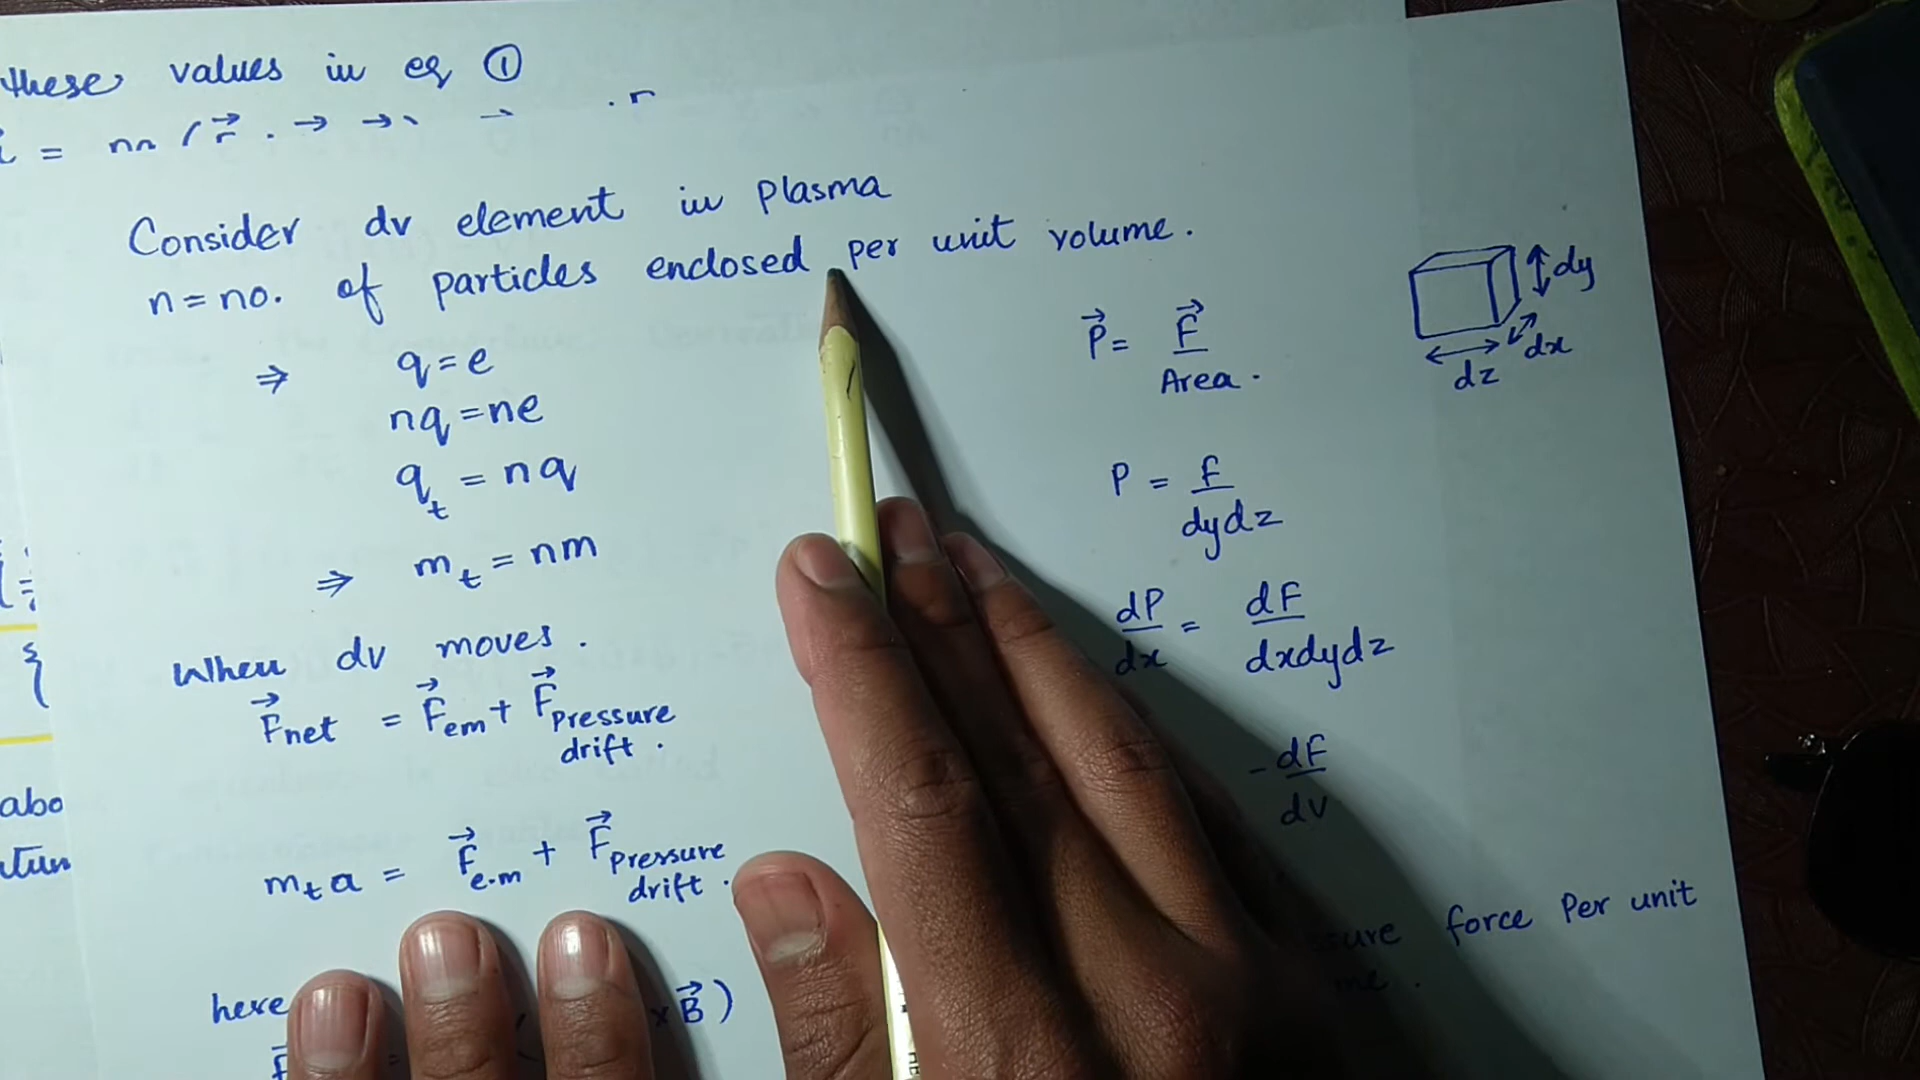 these values in eq ①
Consider dv element in plasma
n = no. of particles enclosed per unit volume.
⇒ q = e
nq = ne
q_t = nq
⇒ m_t = nm
When dv moves.
F⃗net = F⃗em + F⃗pressure
drift.
m_t a = F⃗e.m + F⃗pressure
drift.
here
× B⃗)
P⃗ = F⃗
Area.
P = f
dydz
dP = dF
dx dxdydz
- dF
dv
force Per unit
dy
dx
dz
abo